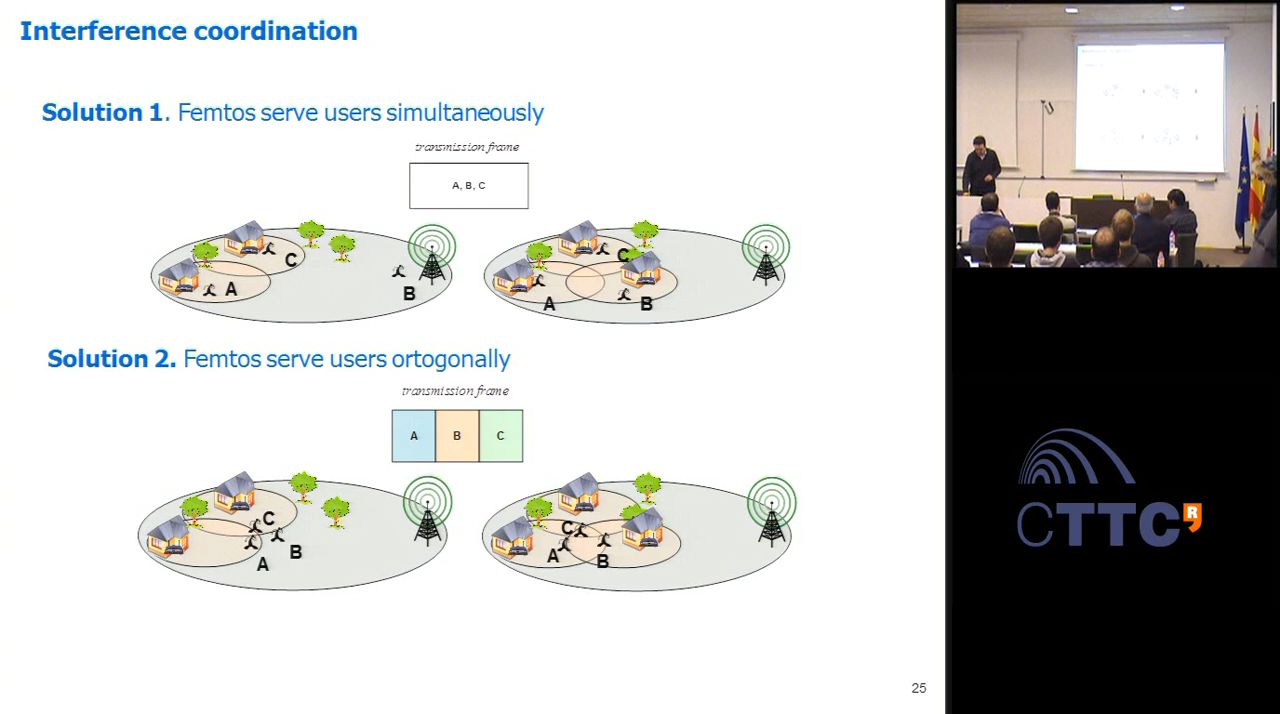 Interference coordination
Solution 1. Femtos serve users simultaneously
transmission frame
A, B, C
C
A
B
C
A
B
Solution 2. Femtos serve users ortogonally
transmission frame
A B C
C
B
A
C
A
B
25
CTTC R